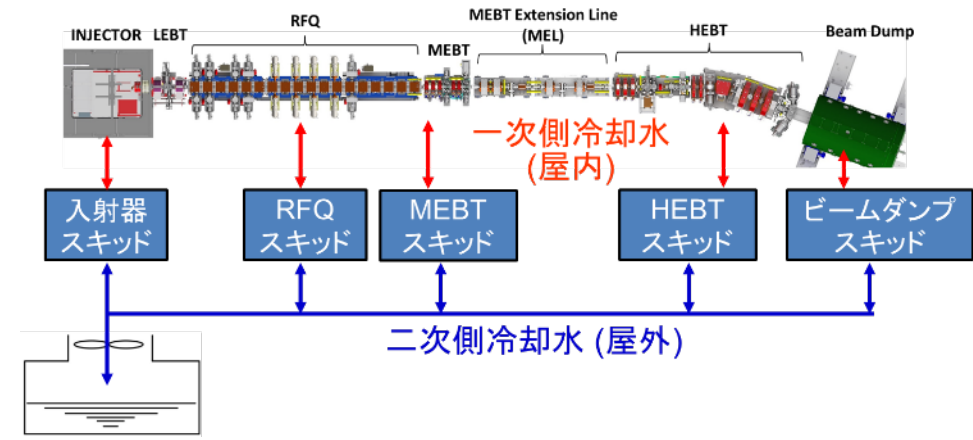 INJECTOR
LEBT
RFQ
MEBT
MEBT Extension Line
(MEL)
HEBT
Beam Dump
一次側冷却水
(屋内)
入射器
スキッド
RFQ
スキッド
MEBT
スキッド
HEBT
スキッド
ビームダンプ
スキッド
二次側冷却水 (屋外)